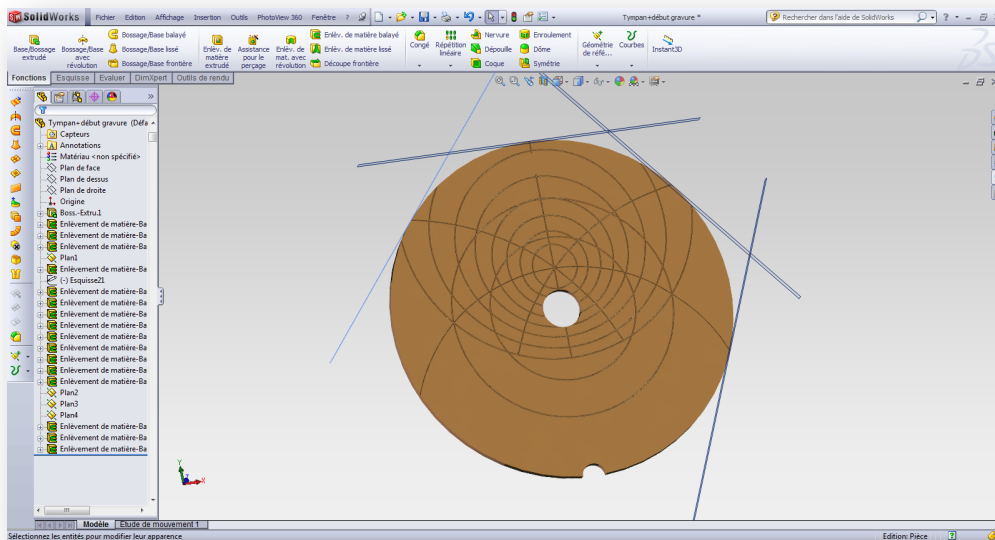 SolidWorks Fichier Edition Affichage Insertion Outils PhotoView 360 Fenêtre ? Tympan+début gravure * Rechercher dans l'aide de SolidWorks
Base/Bossage extrudé
Bossage/Base avec révolution
Bossage/Base balayé
Bossage/Base lissé
Bossage/Base frontière
Enlèv. de matière extrudé
Assistance pour le perçage
Enlèv. de mat. avec révolution
Enlèv. de matière balayé
Enlèv. de matière lissé
Découpe frontière
Congé
Répétition linéaire
Nervure
Dépouille
Coque
Enroulement
Dôme
Symétrie
Géométrie de réfé...
Courbes
Instant3D
Fonctions Esquisse Evaluer DimXpert Outils de rendu
Tympan+début gravure (Défa
Capteurs
Annotations
Matériau <non spécifié>
Plan de face
Plan de dessus
Plan de droite
Origine
Boss.-Extru.1
Enlèvement de matière-Ba
Enlèvement de matière-Ba
Enlèvement de matière-Ba
Plan1
Enlèvement de matière-Ba
(-) Esquisse21
Enlèvement de matière-Ba
Enlèvement de matière-Ba
Enlèvement de matière-Ba
Enlèvement de matière-Ba
Enlèvement de matière-Ba
Enlèvement de matière-Ba
Enlèvement de matière-Ba
Enlèvement de matière-Ba
Enlèvement de matière-Ba
Plan2
Plan3
Plan4
Enlèvement de matière-Ba
Enlèvement de matière-Ba
Enlèvement de matière-Ba
Y
X
Modèle Etude de mouvement 1
Sélectionnez les entités pour modifier leur apparence Edition: Pièce